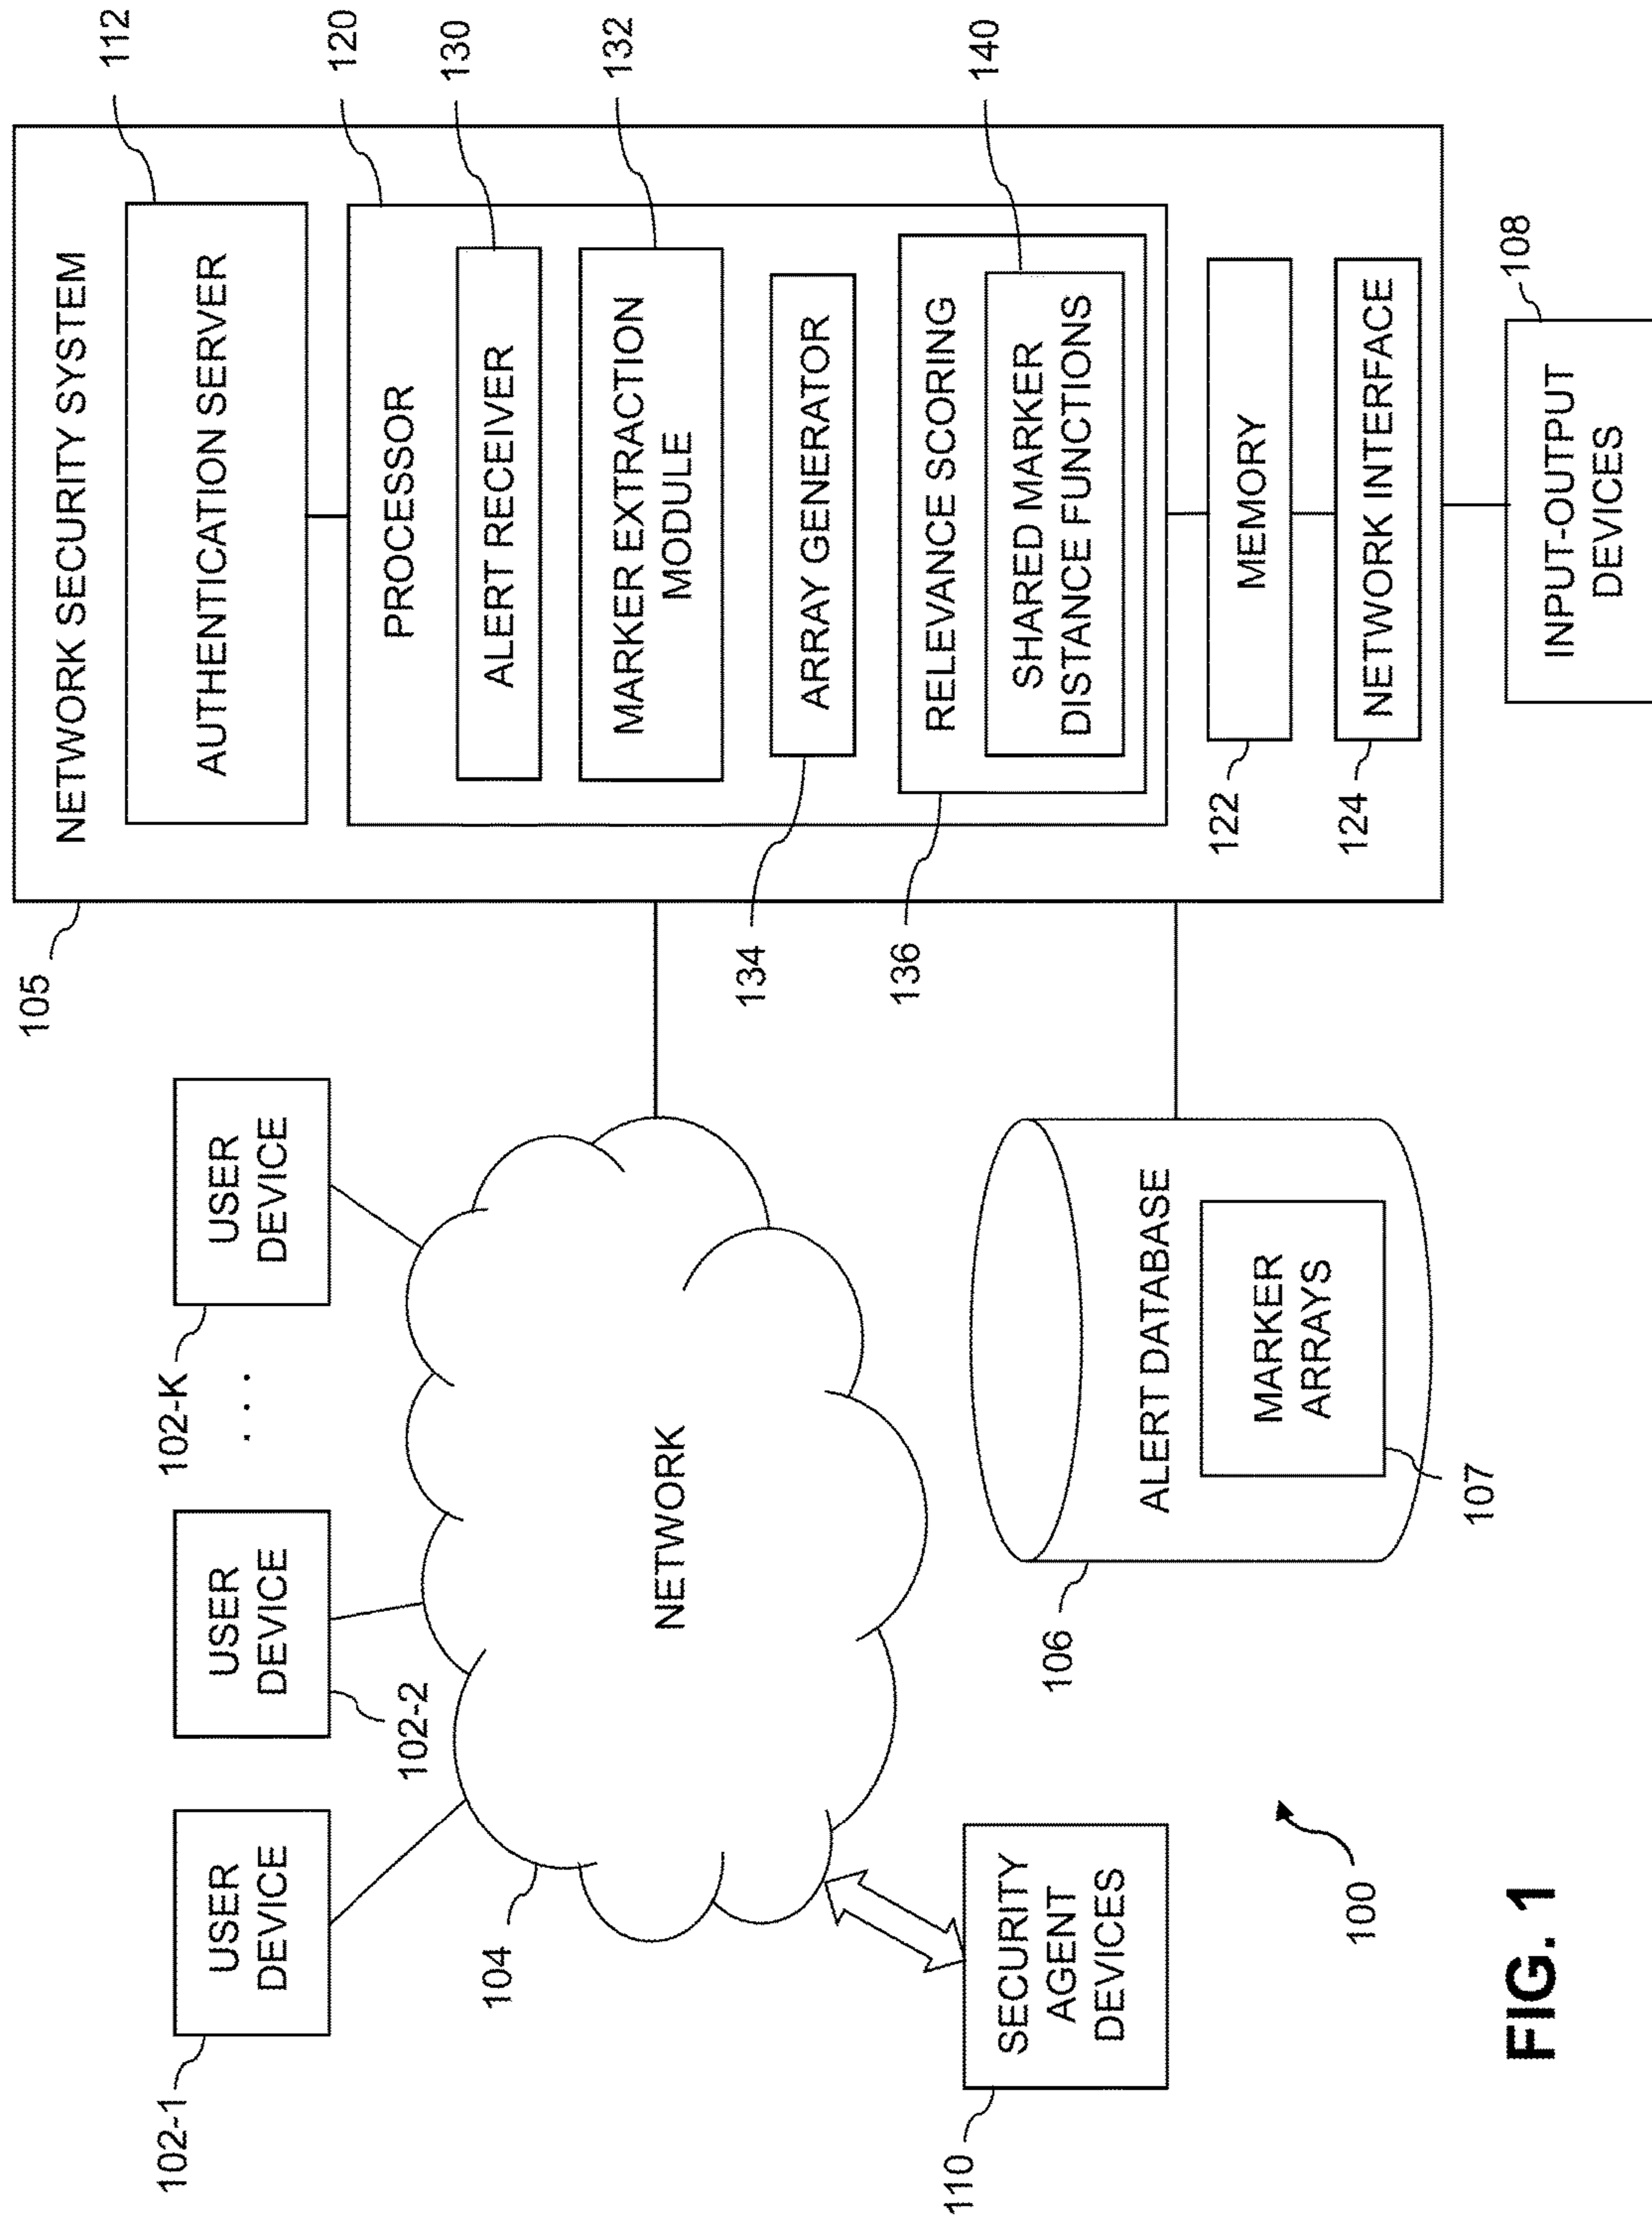 102-1
USER
DEVICE
102-2
USER
DEVICE
102-K
. . .
USER
DEVICE
104
NETWORK
110
SECURITY
AGENT
DEVICES
106
ALERT DATABASE
MARKER
ARRAYS
107
100
105
NETWORK SECURITY SYSTEM
AUTHENTICATION SERVER
112
PROCESSOR
120
ALERT RECEIVER
130
MARKER EXTRACTION
MODULE
132
ARRAY GENERATOR
134
RELEVANCE SCORING
136
SHARED MARKER
DISTANCE FUNCTIONS
140
MEMORY
122
NETWORK INTERFACE
124
INPUT-OUTPUT
DEVICES
108
FIG. 1